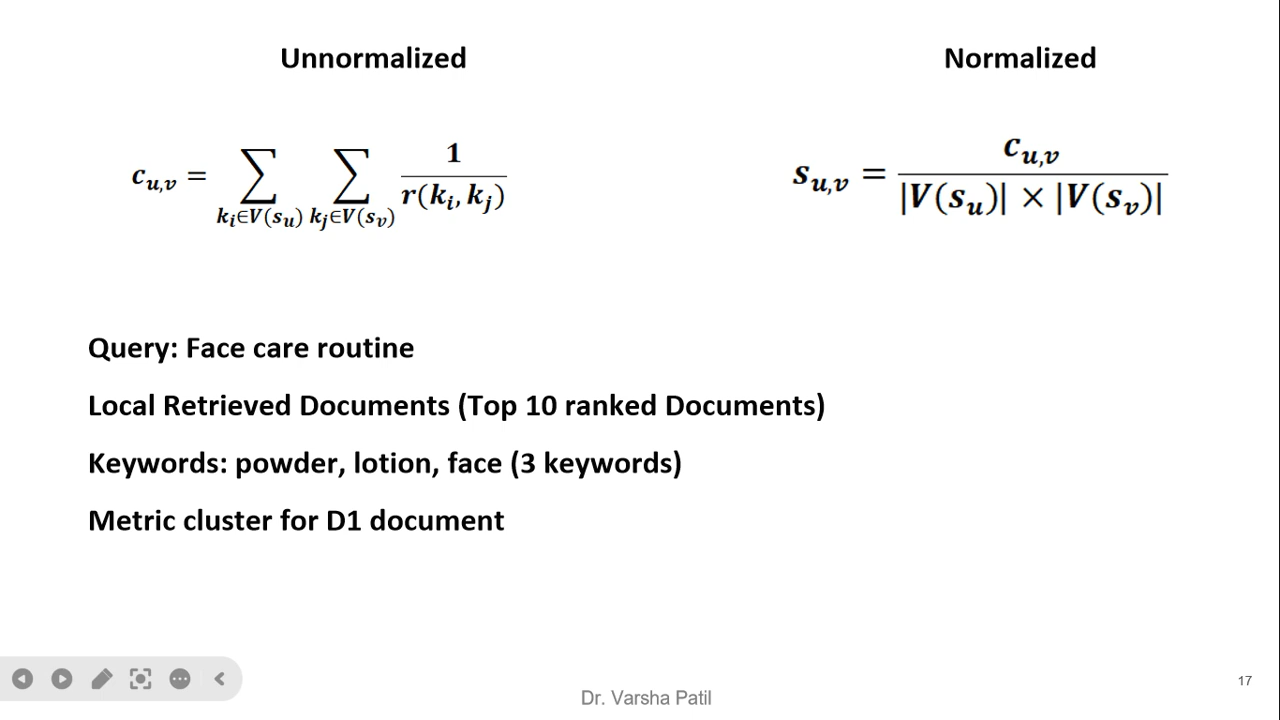 Unnormalized
Normalized
c_{u,v} = ∑_{k_i∈V(s_u)} ∑_{k_j∈V(s_v)} 1 / r(k_i, k_j)
s_{u,v} = c_{u,v} / |V(s_u)| × |V(s_v)|
Query: Face care routine
Local Retrieved Documents (Top 10 ranked Documents)
Keywords: powder, lotion, face (3 keywords)
Metric cluster for D1 document
17
Dr. Varsha Patil